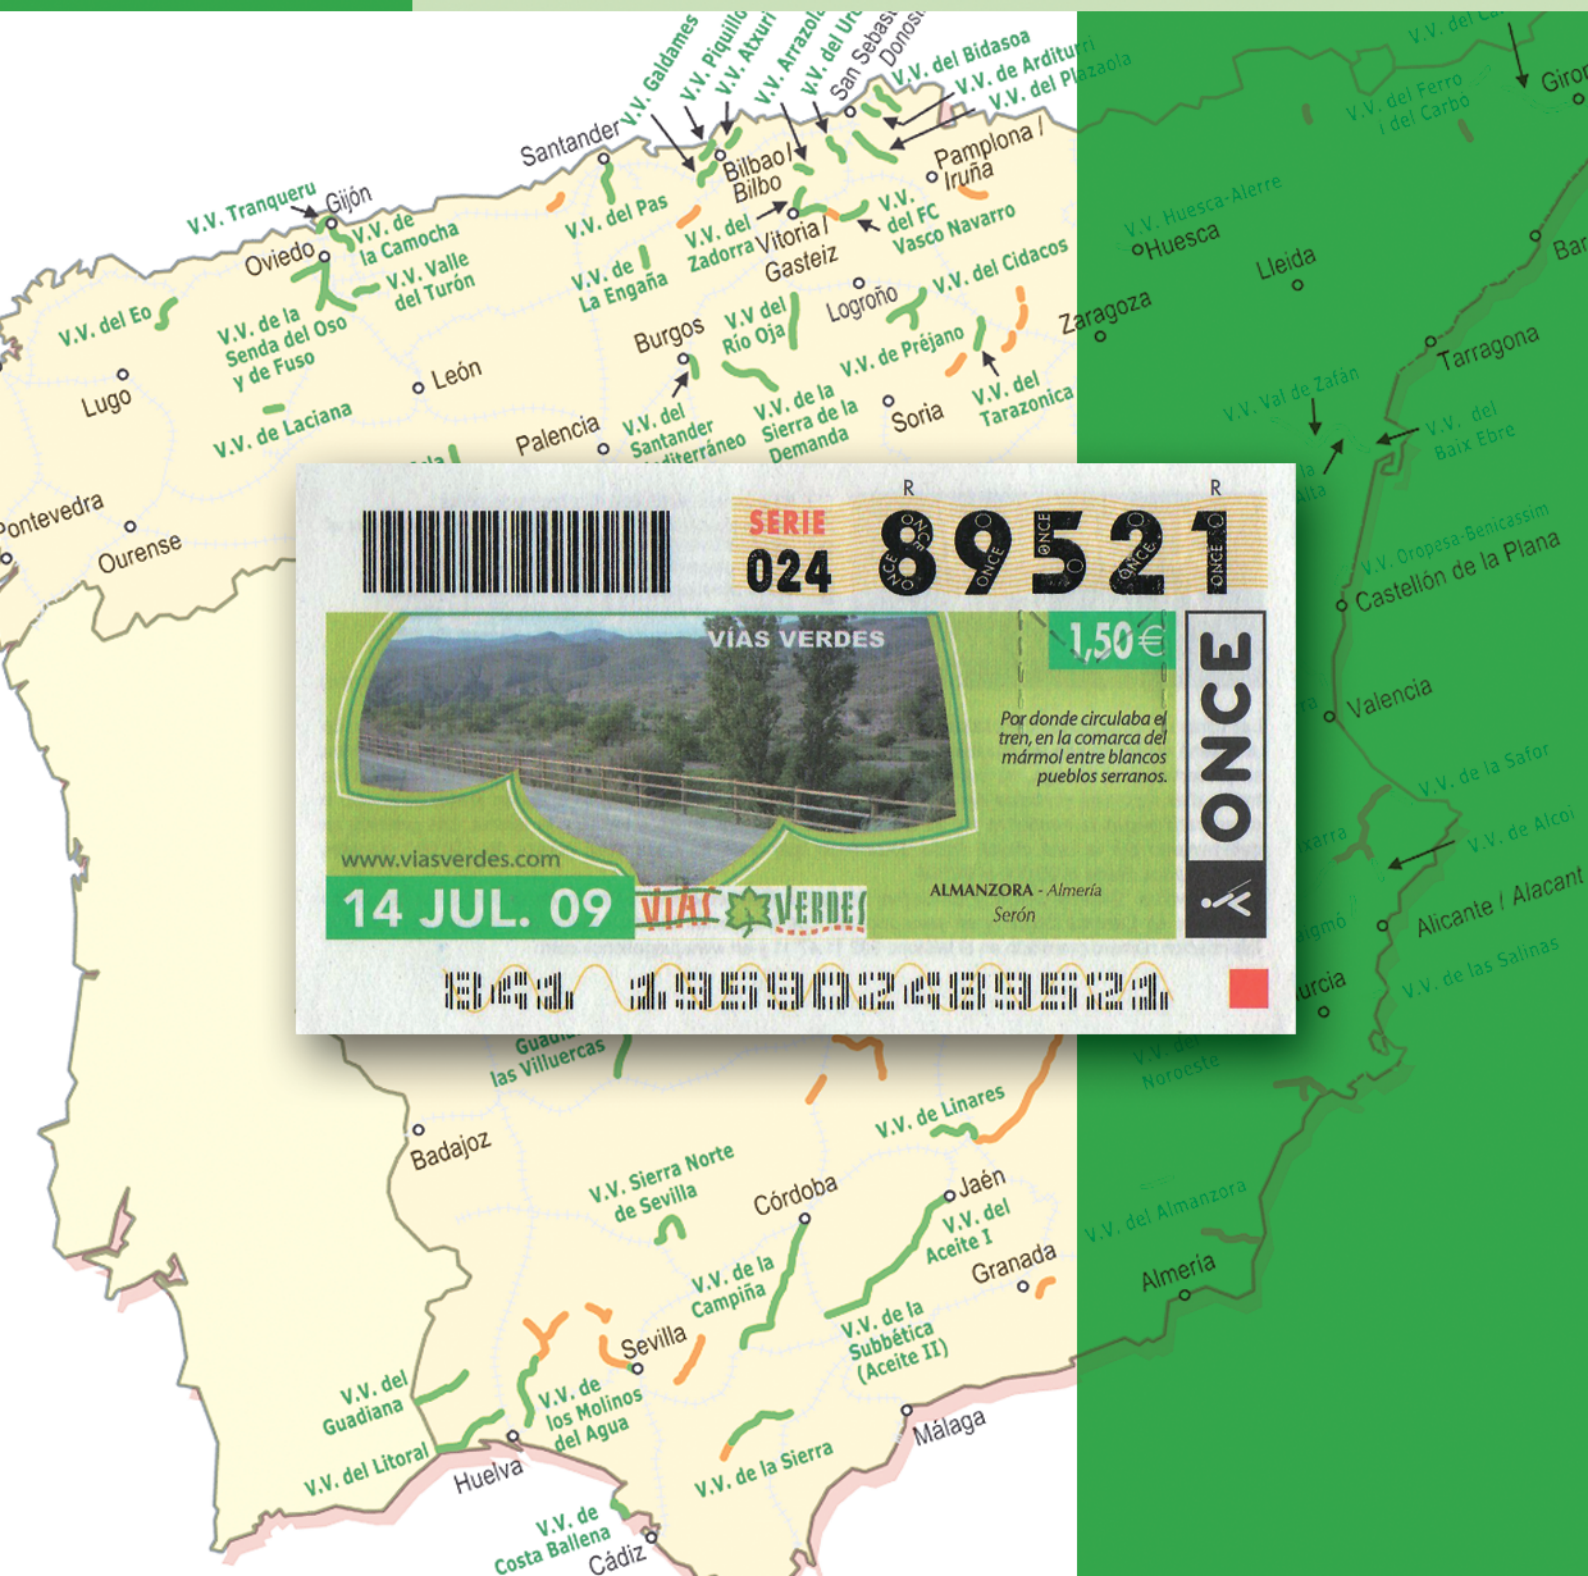 V.V. Galdames
V.V. Piquillo
V.V. Atxuri
V.V. Arrazola
San
V.V. del Bidasoa
V.V. de Arditurri
V.V. del Plazaola
Santander
Bilbao /
Bilbo
Pamplona /
Iruña
V.V. Tranqueru
Gijón
V.V. de
la Camocha
Oviedo
V.V. Valle
del Turón
V.V. del Pas
V.V. del
Zadorra
Vitoria /
Gasteiz
V.V.
del FC
Vasco Navarro
V.V. de
La Engaña
V.V. del Eo
V.V. de la
Senda del Oso
y de Fuso
Burgos
V.V del
Río Oja
Logroño
V.V. del Cidacos
V.V. de Préjano
Lugo
León
V.V. de Laciana
Palencia
V.V. del
Santander
V.V. de la
Sierra de la
Demanda
Soria
V.V. del
Tarazonica
Ourense
V.V. del Ferro
i del Carbó
V.V. Huesca-Alerre
Huesca
Lleida
Zaragoza
Tarragona
V.V. Val de Zafán
V.V. del
Baix Ebre
la
Alta
V.V. Oropesa-Benicassim
Castellón de la Plana
Valencia
V.V. de la Safor
V.V. de Alcoi
Alicante / Alacant
V.V. de las Salinas
V.V. del
Noroeste
R R
SERIE
024 89521
VÍAS VERDES
1,50€
Por donde circulaba el
tren, en la comarca del
mármol entre blancos
pueblos serranos.
ONCE
www.viasverdes.com
14 JUL. 09
VÍAS VERDES
ALMANZORA - Almería
Serón
841 195902489521
las Villuercas
Badajoz
V.V. de Linares
V.V. Sierra Norte
de Sevilla
Córdoba
Jaén
V.V. del
Aceite I
V.V. de la
Campiña
Granada
V.V. del Almanzora
Almería
Sevilla
V.V. de la
Subbética
(Aceite II)
V.V. del
Guadiana
V.V. de
los Molinos
del Agua
V.V. del Litoral
Huelva
V.V. de la Sierra
Málaga
V.V. de
Costa Ballena
Cádiz